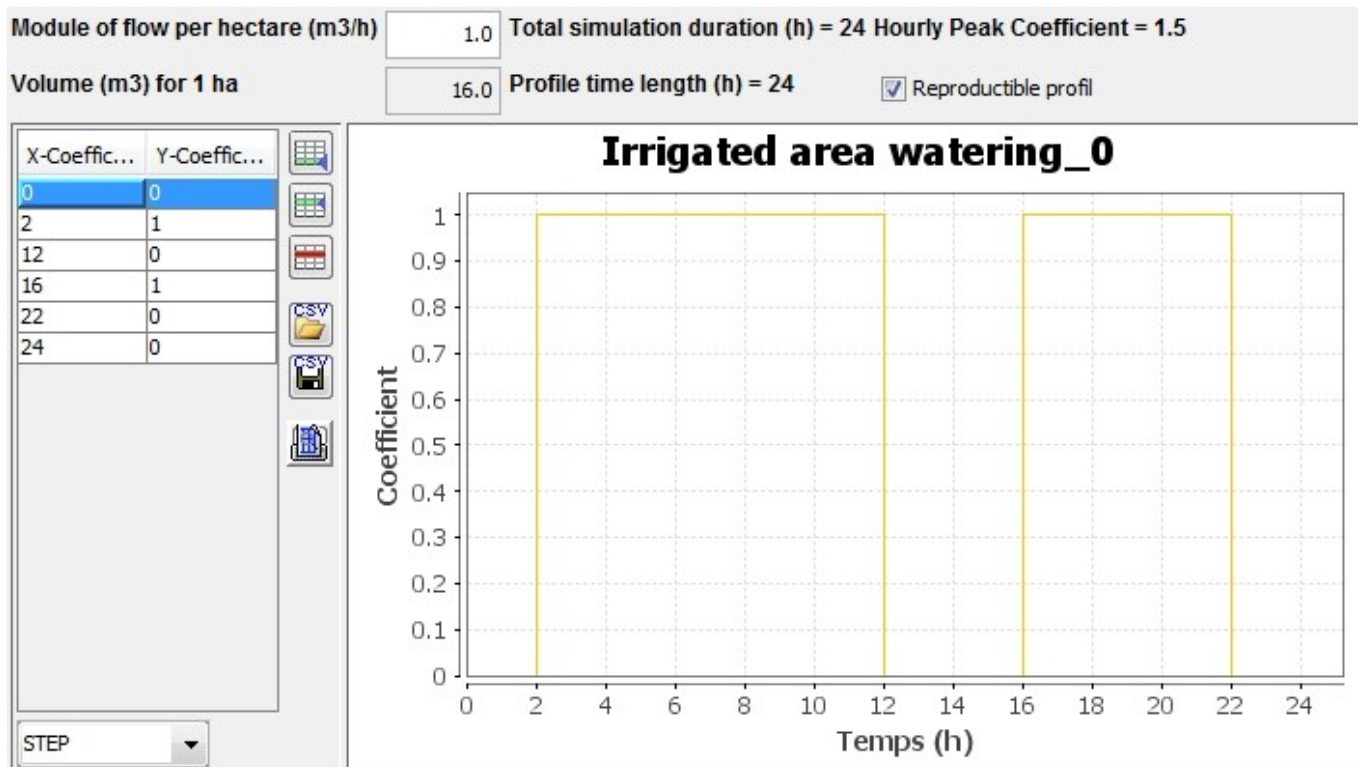 Module of flow per hectare (m3/h) 1.0 Total simulation duration (h) = 24 Hourly Peak Coefficient = 1.5
Volume (m3) for 1 ha 16.0 Profile time length (h) = 24 Reproductible profil
X-Coeffic... Y-Coeffic...
0 0
2 1
12 0
16 1
22 0
24 0
CSV
CSV
STEP
Irrigated area watering_0
Coefficient
1
0.9
0.8
0.7
0.6
0.5
0.4
0.3
0.2
0.1
0
0 2 4 6 8 10 12 14 16 18 20 22 24
Temps (h)